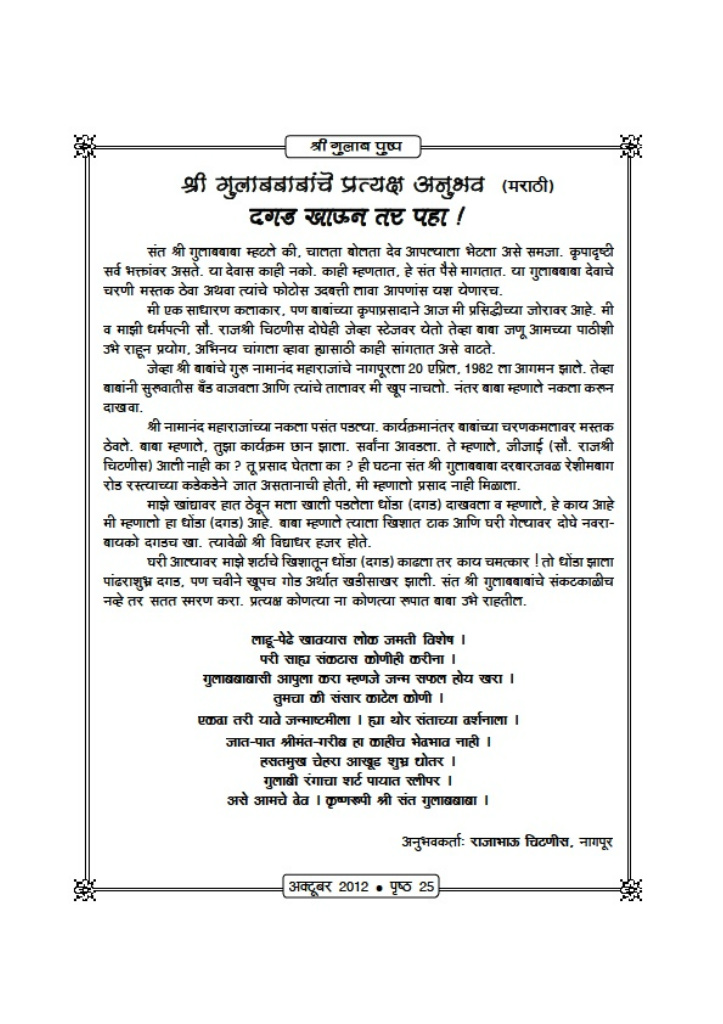 श्री गुलाब पुष्प
श्री गुलाबबाबांचे प्रत्यक्ष अनुभव (मराठी)
दगड खाऊन तर पहा !
संत श्री गुलाबबाबा म्हटले की, चालता बोलता देव आपल्याला भेटला असे समजा. कृपादृष्टी
सर्व भक्तांवर असते. या देवास काही नको. काही म्हणतात, हे संत पैसे मागतात. या गुलाबबाबा देवाचे
चरणी मस्तक ठेवा अथवा त्यांचे फोटोस उदबत्ती लावा आपणांस यश येणारच.
मी एक साधारण कलाकार, पण बाबांच्या कृपाप्रसादाने आज मी प्रसिद्धीच्या जोरावर आहे. मी
व माझी धर्मपत्नी सौ. राजश्री चिटणीस दोघेही जेव्हा स्टेजवर येतो तेव्हा बाबा जणू आमच्या पाठीशी
उभे राहून प्रयोग, अभिनय चांगला व्हावा ह्यासाठी काही सांगतात असे वाटते.
जेव्हा श्री बाबांचे गुरू नामानंद महाराजांचे नागपूरला 20 एप्रिल, 1982 ला आगमन झाले. तेव्हा
बाबांनी सुरुवातीस बँड वाजवला आणि त्यांचे तालावर मी खूप नाचलो. नंतर बाबा म्हणाले नकला करून
दाखवा.
श्री नामानंद महाराजांच्या नकला पसंत पडल्या. कार्यक्रमानंतर बाबांच्या चरणकमलावर मस्तक
ठेवले. बाबा म्हणाले, तुझा कार्यक्रम छान झाला. सर्वांना आवडला. ते म्हणाले, जीजाई (सौ. राजश्री
चिटणीस) आली नाही का ? तू प्रसाद घेतला का ? ही घटना संत श्री गुलाबबाबा दरबारजवळ रेशीमबाग
रोड रस्त्याच्या कडेकडेने जात असतानाची होती, मी म्हणालो प्रसाद नाही मिळाला.
माझे खांद्यावर हात ठेवून मला खाली पडलेला धोंडा (दगड) दाखवला व म्हणाले, हे काय आहे
मी म्हणालो हा धोंडा (दगड) आहे. बाबा म्हणाले त्याला खिशात टाक आणि घरी गेल्यावर दोघे नवरा-
बायको दगडच खा. त्यावेळी श्री विद्याधर हजर होते.
घरी आल्यावर माझे शर्टाचे खिशातून धोंडा (दगड) काढला तर काय चमत्कार ! तो धोंडा झाला
पांढराशुभ्र दगड, पण चवीने खूपच गोड अर्थात खडीसाखर झाली. संत श्री गुलाबबाबांचे संकटकाळीच
नव्हे तर सतत स्मरण करा. प्रत्यक्ष कोणत्या ना कोणत्या रूपात बाबा उभे राहतील.
लाडू-पेढे खावयास लोक जमती विशेष ।
परी साह्य संकटास कोणीही करीना ।
गुलाबबाबासी आपुला करा म्हणजे जन्म सफल होय खरा ।
तुमचा की संसार काटेल कोणी ।
एकदा तरी यावे जन्माष्टमीला । ह्या थोर संताच्या दर्शनाला ।
जात-पात श्रीमंत-गरीब हा काहीच भेदभाव नाही ।
हसतमुख चेहरा आखूड शुभ्र धोतर ।
गुलाबी रंगाचा शर्ट पायात स्लीपर ।
असे आमचे देव । कृष्णरूपी श्री संत गुलाबबाबा ।
अनुभवकर्ता: राजाभाऊ चिटणीस, नागपूर
अक्टूबर 2012 ● पृष्ठ 25